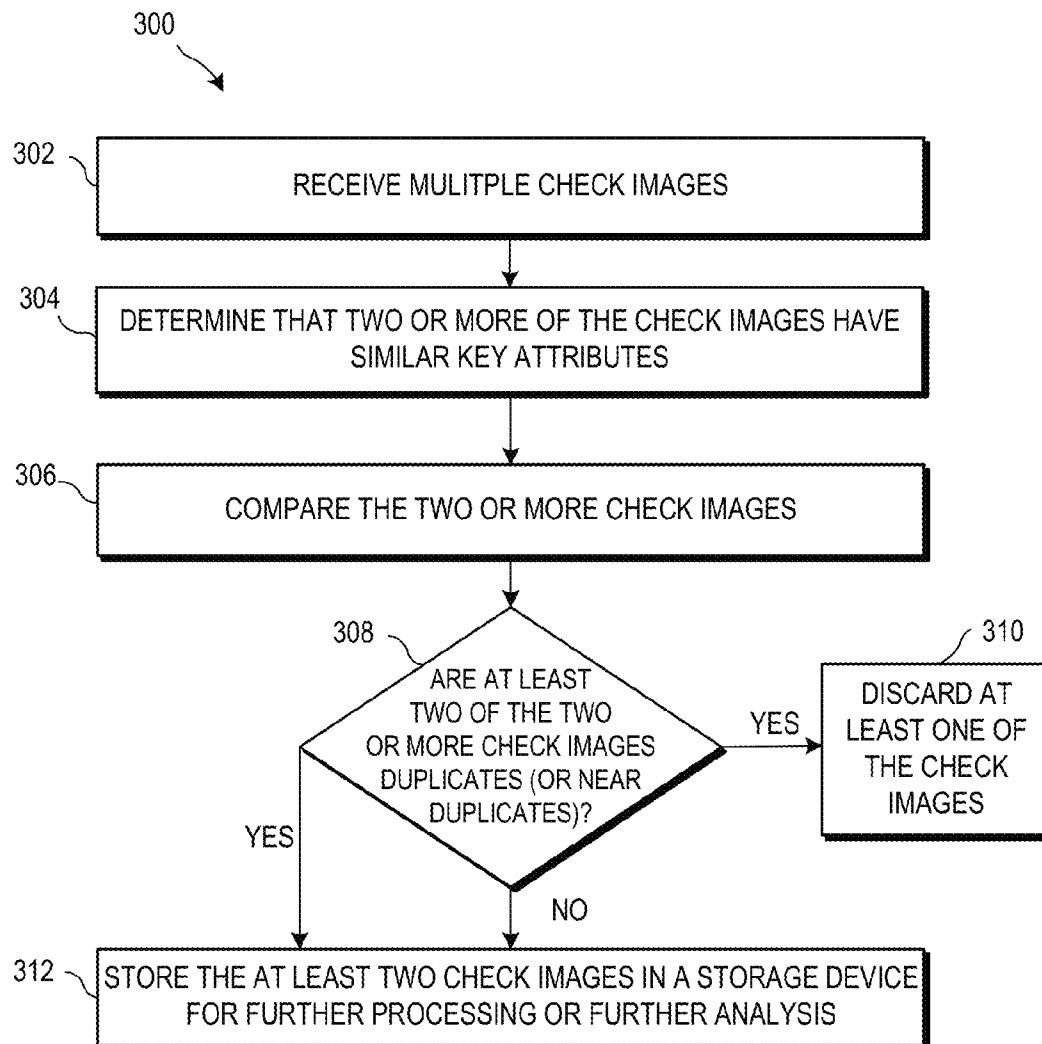 300
302
RECEIVE MULITPLE CHECK IMAGES
304
DETERMINE THAT TWO OR MORE OF THE CHECK IMAGES HAVE
SIMILAR KEY ATTRIBUTES
306
COMPARE THE TWO OR MORE CHECK IMAGES
308
ARE AT LEAST
TWO OF THE TWO
OR MORE CHECK IMAGES
DUPLICATES (OR NEAR
DUPLICATES)?
YES
310
DISCARD AT
LEAST ONE OF
THE CHECK
IMAGES
YES
NO
312
STORE THE AT LEAST TWO CHECK IMAGES IN A STORAGE DEVICE
FOR FURTHER PROCESSING OR FURTHER ANALYSIS